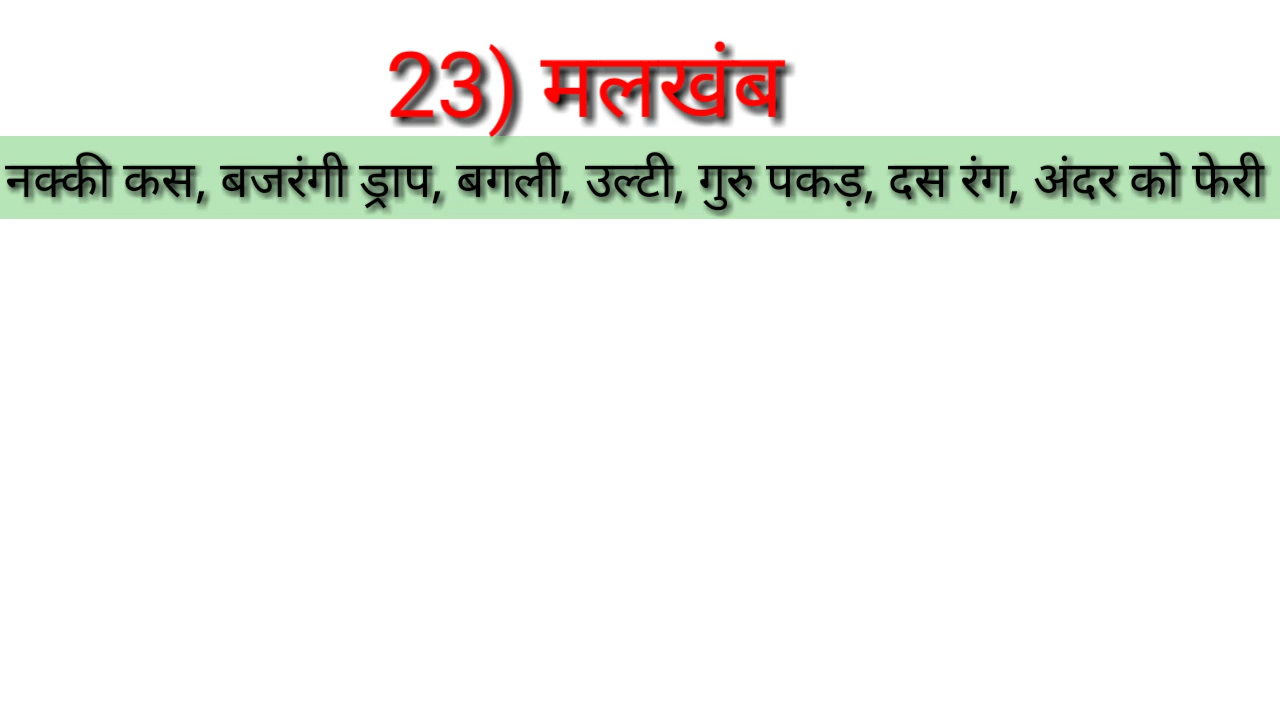 23) मलखंब
नक्की कस, बजरंगी ड्राप, बगली, उल्टी, गुरु पकड़, दस रंग, अंदर को फेरी